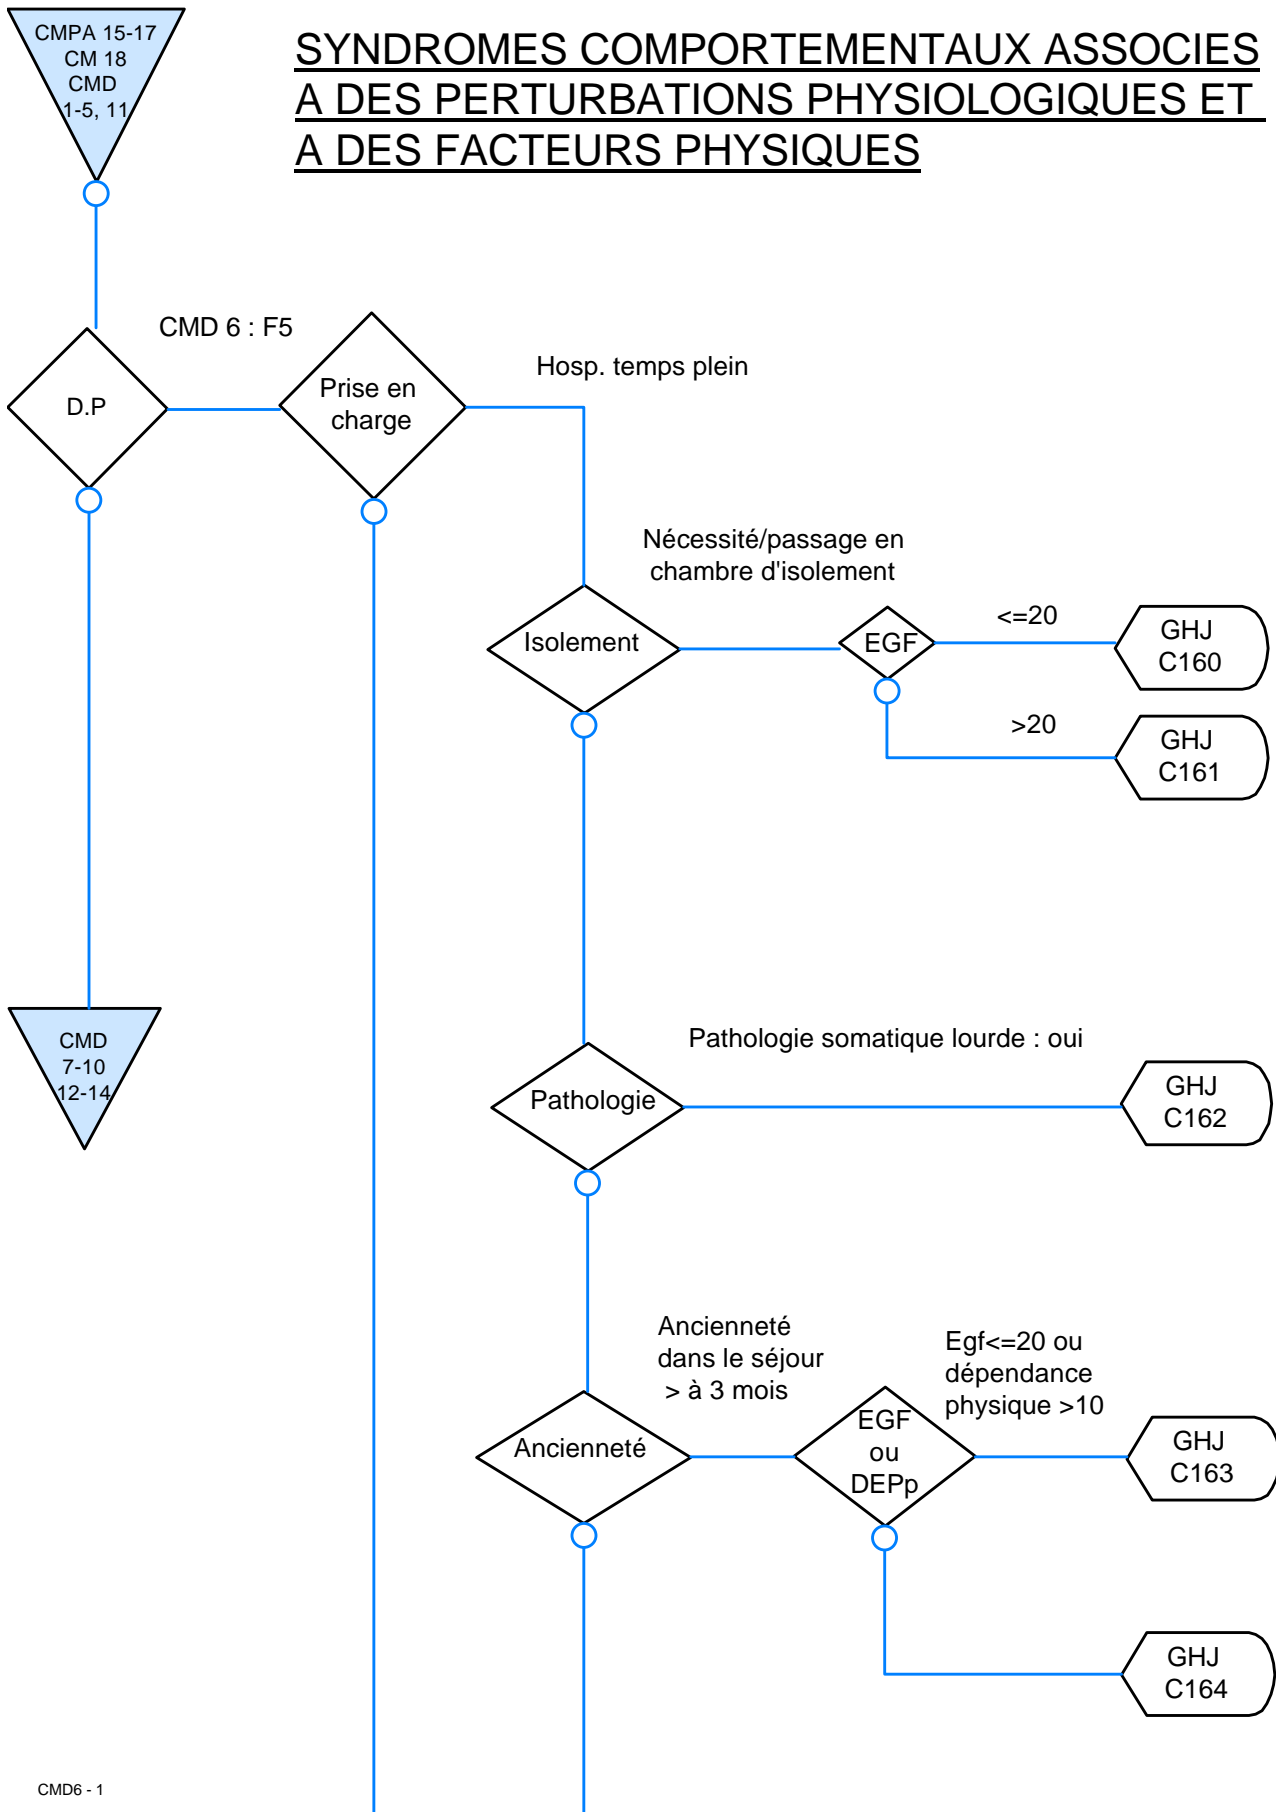 CMPA 15-17
CM 18
CMD
1-5, 11
SYNDROMES COMPORTEMENTAUX ASSOCIES
A DES PERTURBATIONS PHYSIOLOGIQUES ET
A DES FACTEURS PHYSIQUES
CMD 6 : F5
D.P
Prise en
charge
Hosp. temps plein
Nécessité/passage en
chambre d'isolement
Isolement
EGF
<=20
GHJ
C160
>20
GHJ
C161
CMD
7-10
12-14
Pathologie somatique lourde : oui
Pathologie
GHJ
C162
Ancienneté
dans le séjour
> à 3 mois
Egf<=20 ou
dépendance
physique >10
Ancienneté
EGF
ou
DEPp
GHJ
C163
GHJ
C164
CMD6 - 1